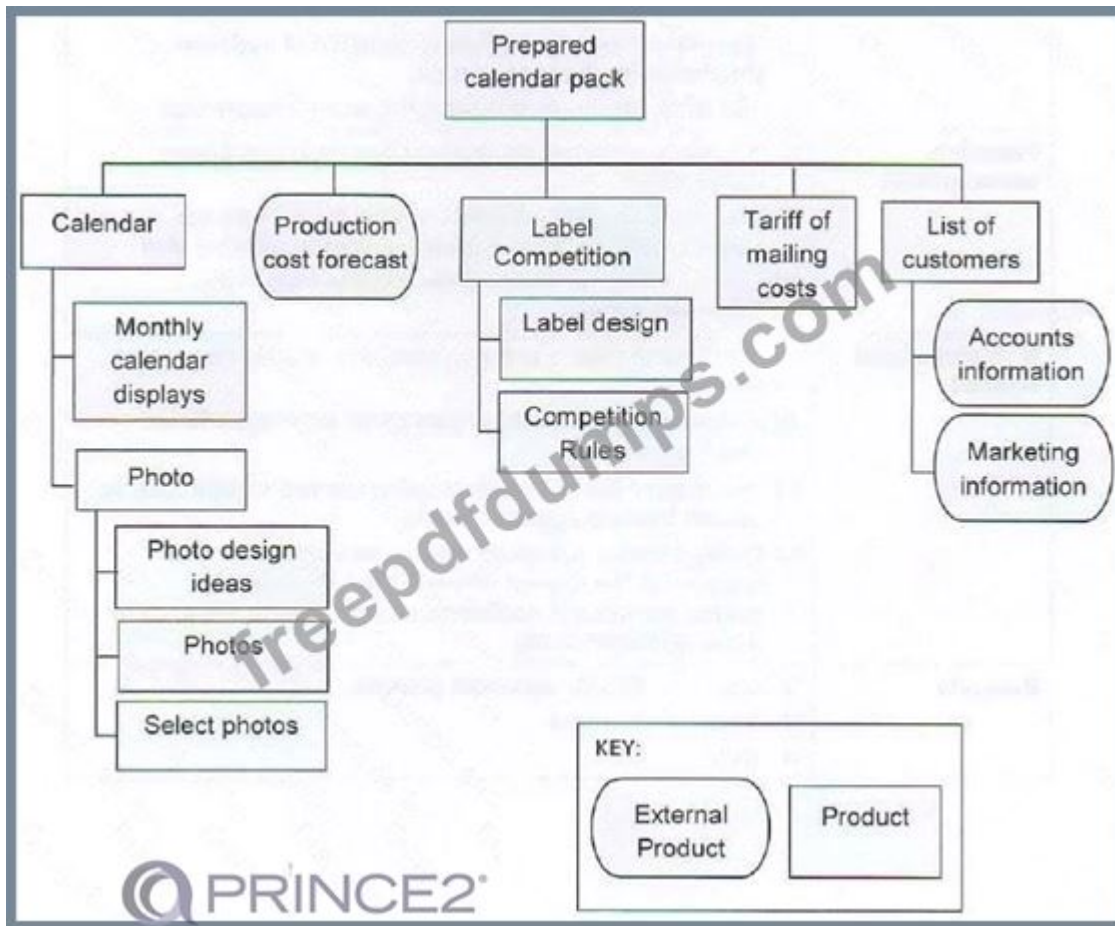 Prepared
calendar pack
Calendar
Production
cost forecast
Label
Competition
Tariff of
mailing
costs
List of
customers
Monthly
calendar
displays
Label design
Accounts
information
Competition
Rules
Marketing
information
Photo
Photo design
ideas
Photos
Select photos
KEY:
External
Product
Product
freepdfdumps.com
PRINCE2®